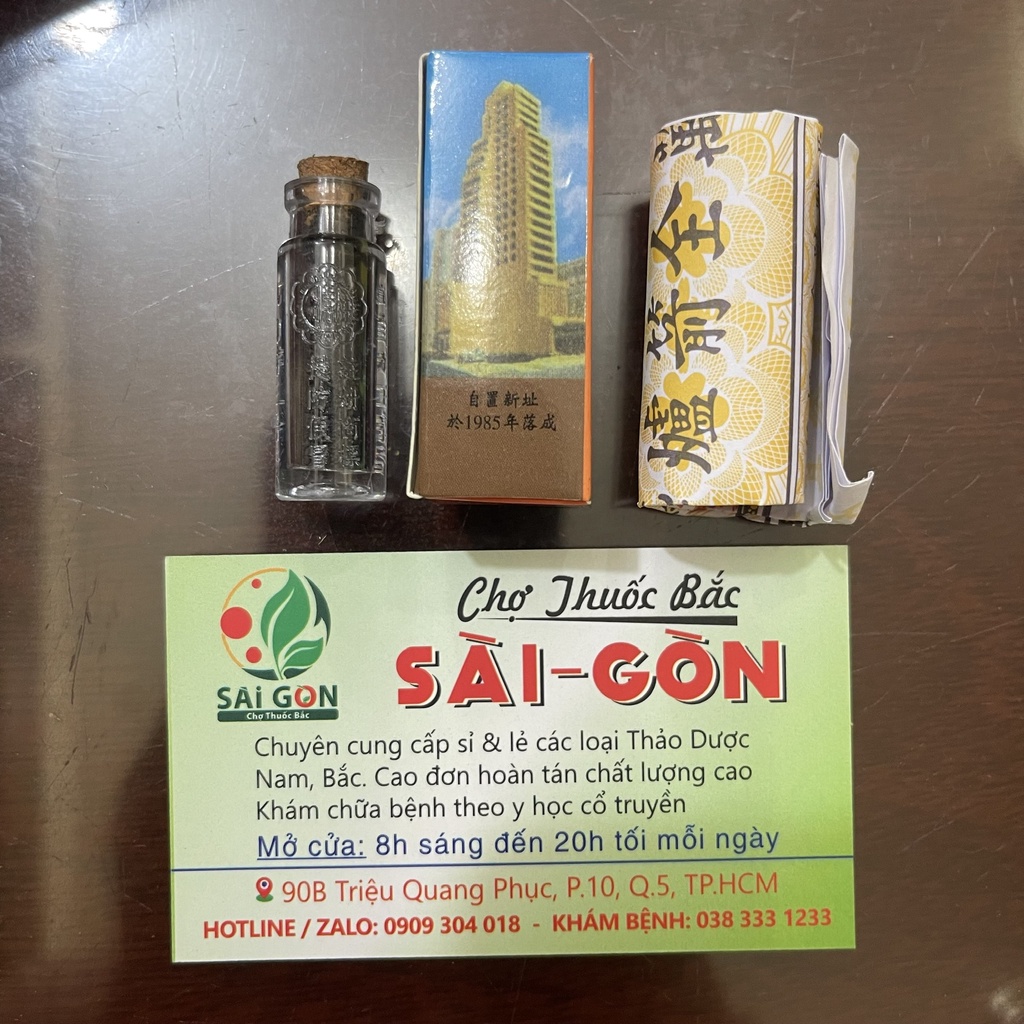 自置新址
於1985年落成
金
箭
爐
SÀI GÒN
Chợ Thuốc Bắc
Chợ Thuốc Bắc
SÀI-GÒN
Chuyên cung cấp sỉ & lẻ các loại Thảo Dược
Nam, Bắc. Cao đơn hoàn tán chất lượng cao
Khám chữa bệnh theo y học cổ truyền
Mở cửa: 8h sáng đến 20h tối mỗi ngày
90B Triệu Quang Phục, P.10, Q.5, TP.HCM
HOTLINE / ZALO: 0909 304 018 - KHÁM BỆNH: 038 333 1233